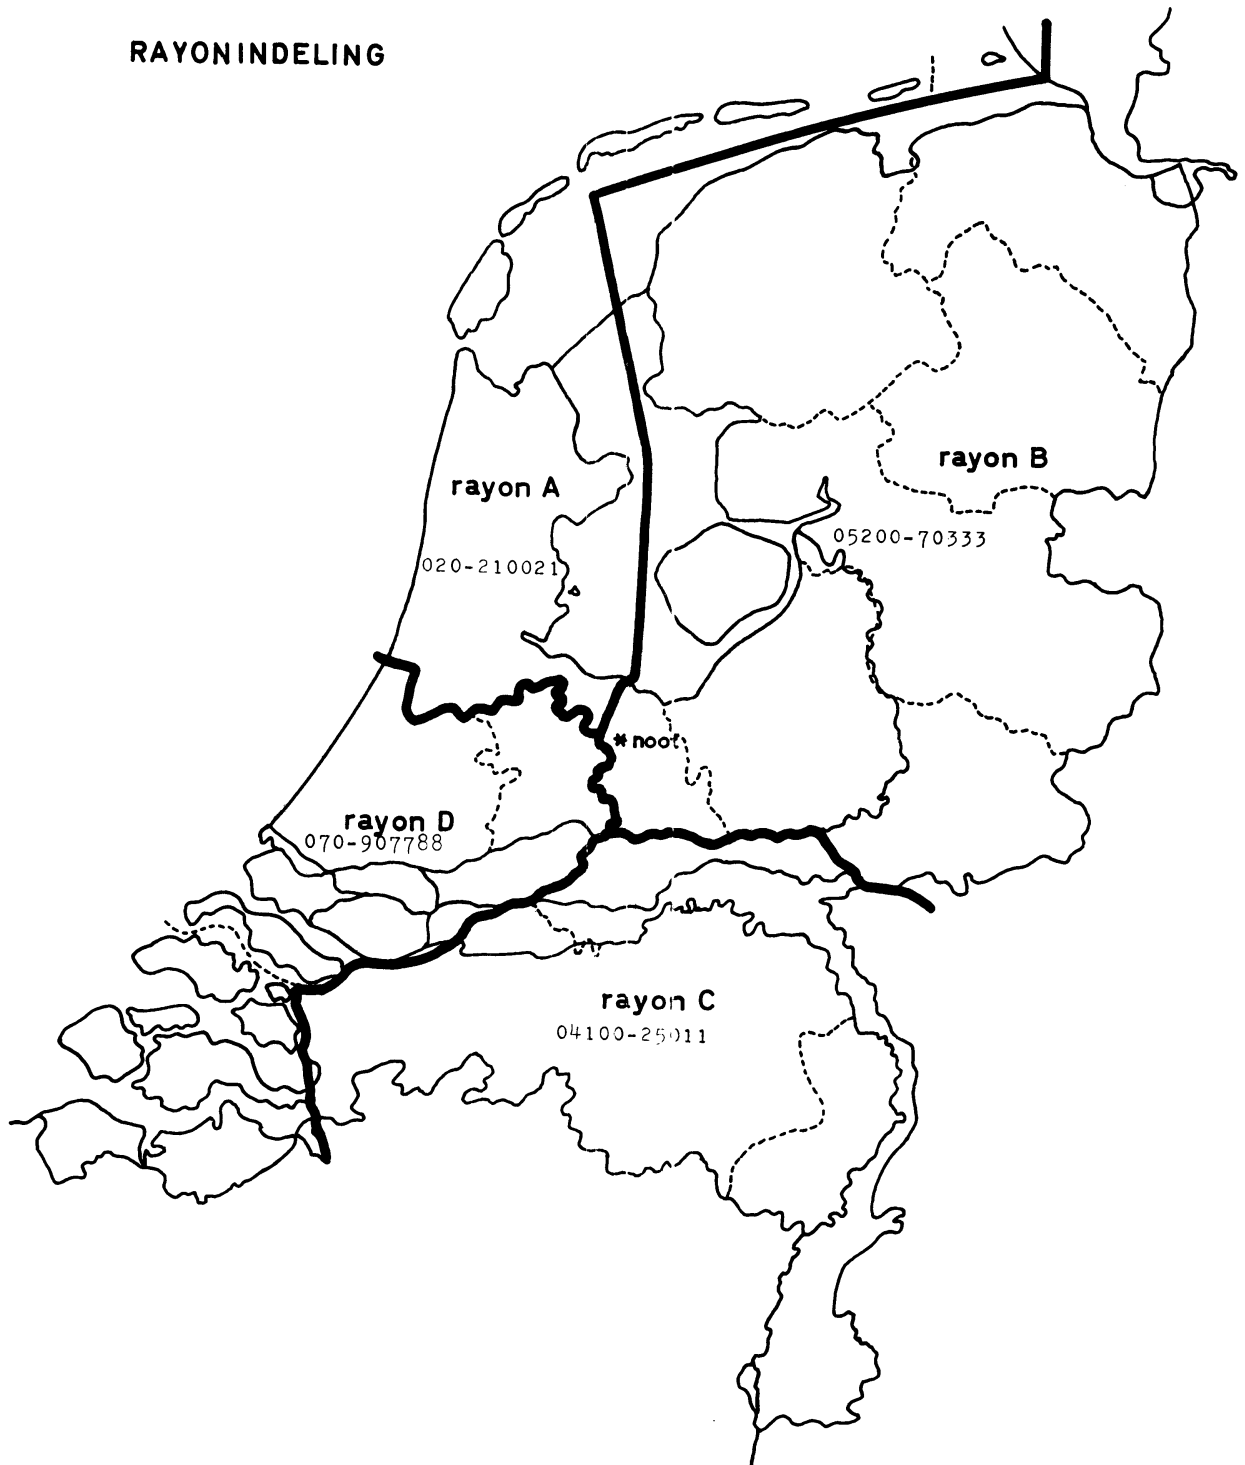 RAYONINDELING
rayon B
rayon A
05200-70333
020-210021
* noot
rayon D
070-907788
rayon C
04100-25011